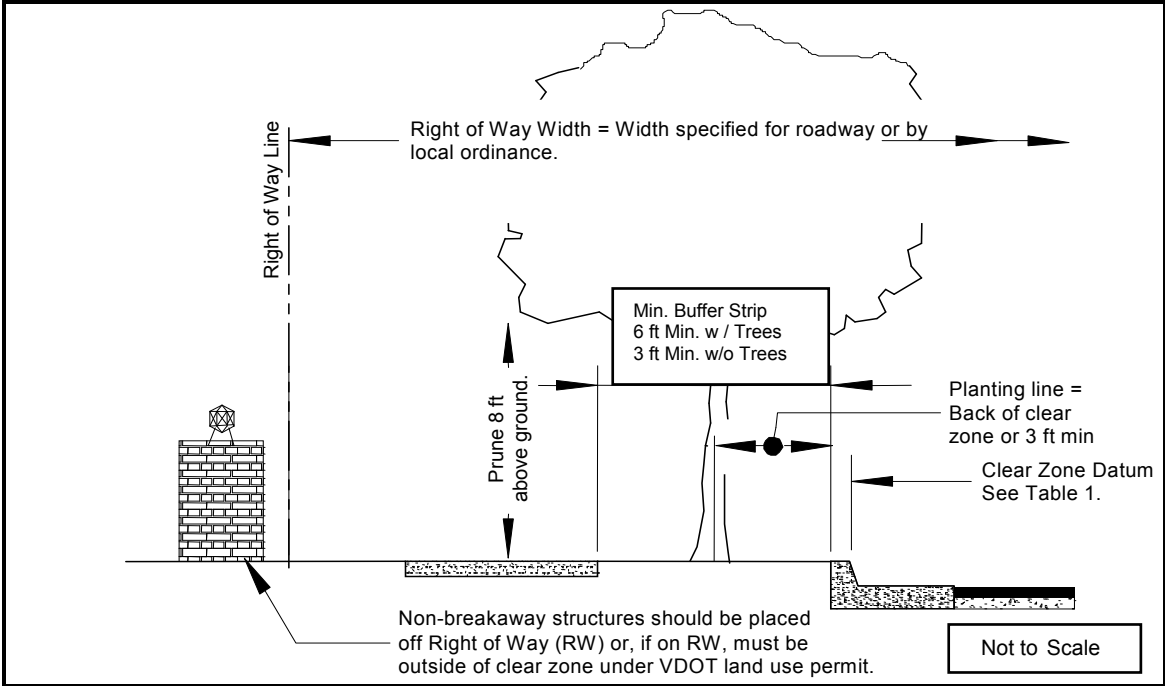 Right of Way Line
Right of Way Width = Width specified for roadway or by
local ordinance.
Min. Buffer Strip
6 ft Min. w / Trees
3 ft Min. w/o Trees
Prune 8 ft
above ground.
Planting line =
Back of clear
zone or 3 ft min
Clear Zone Datum
See Table 1.
Non-breakaway structures should be placed
off Right of Way (RW) or, if on RW, must be
outside of clear zone under VDOT land use permit.
Not to Scale